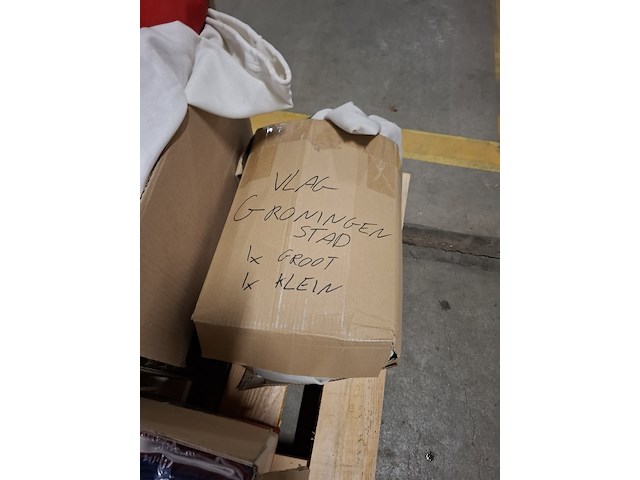 VLAG
GRONINGEN
STAD
1x GROOT
1x KLEIN